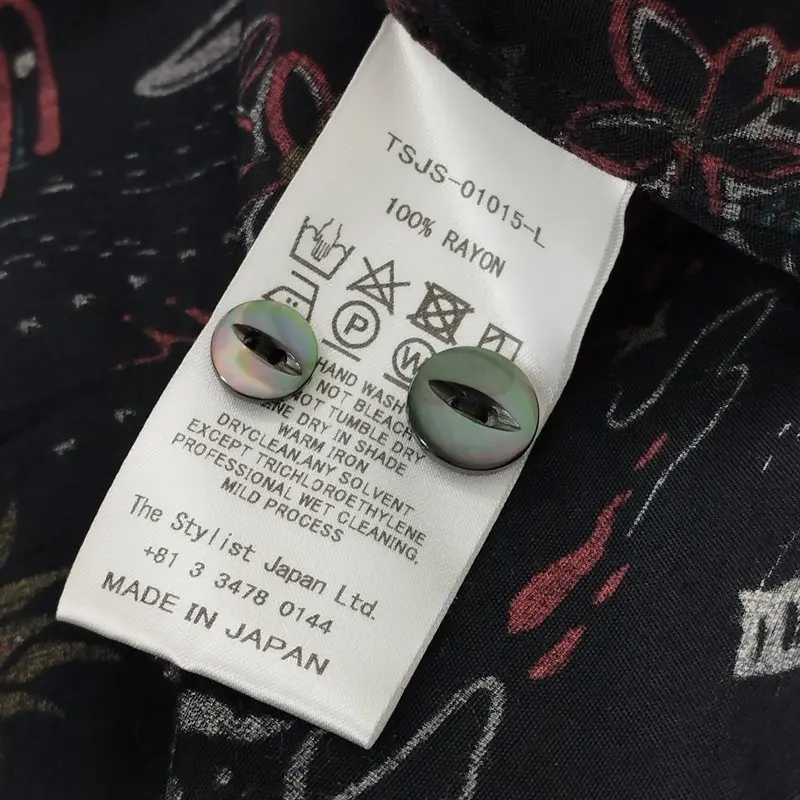 TSJS-01015-L
100% RAYON
P
W
HAND WASH
NOT BLEACH
NOT TUMBLE DRY
LINE DRY IN SHADE
WARM IRON
DRYCLEAN,ANY SOLVENT
EXCEPT TRICHLOROETHYLENE
PROFESSIONAL WET CLEANING,
MILD PROCESS
The Stylist Japan Ltd.
+81 3 3478 0144
MADE IN JAPAN